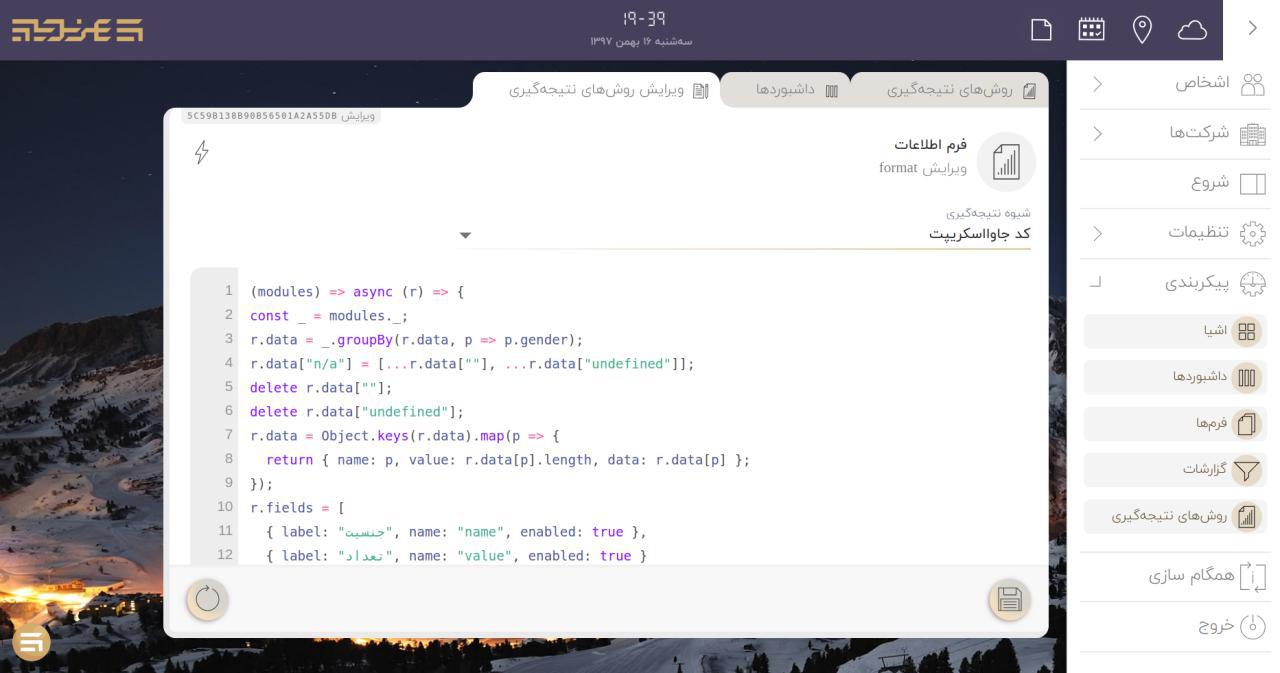 ۱۹-۳۹
سه‌شنبه ۱۶ بهمن ۱۳۹۷
روش‌های نتیجه‌گیری
داشبوردها
ویرایش روش‌های نتیجه‌گیری
ویرایش 5C59B138B90B56501A2A55DB
فرم اطلاعات
ویرایش format
شیوه نتیجه‌گیری
کد جاوااسکریپت
1 (modules) => async (r) => {
2 const _ = modules._;
3 r.data = _.groupBy(r.data, p => p.gender);
4 r.data["n/a"] = [...r.data[""], ...r.data["undefined"]];
5 delete r.data[""];
6 delete r.data["undefined"];
7 r.data = Object.keys(r.data).map(p => {
8 return { name: p, value: r.data[p].length, data: r.data[p] };
9 });
10 r.fields = [
11 { label: "جنسیت", name: "name", enabled: true },
12 { label: "تعداد", name: "value", enabled: true }
اشخاص
شرکت‌ها
شروع
تنظیمات
پیکربندی
اشیا
داشبوردها
فرم‌ها
گزارشات
روش‌های نتیجه‌گیری
همگام سازی
خروج